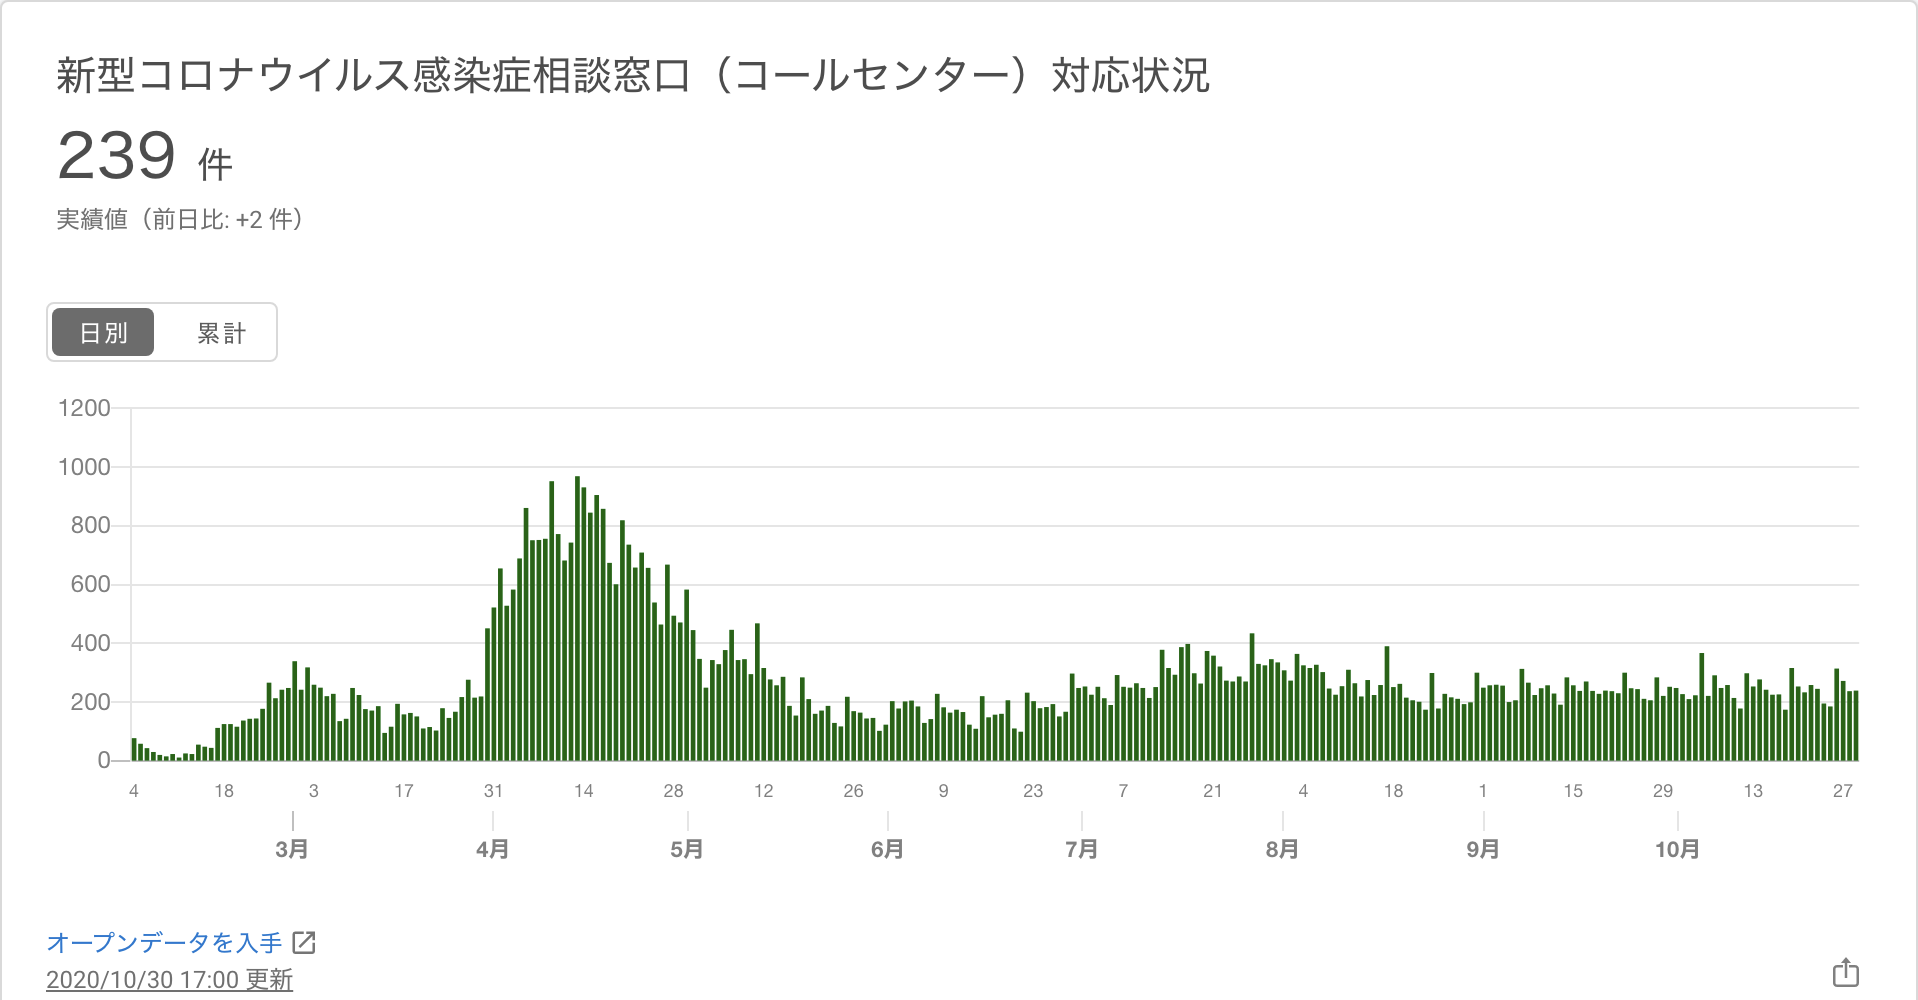 新型コロナウイルス感染症相談窓口（コールセンター）対応状況
239 件
実績値（前日比: +2 件）
日別 累計
1200
1000
800
600
400
200
0
4 18 3 17 31 14 28 12 26 9 23 7 21 4 18 1 15 29 13 27
3月 4月 5月 6月 7月 8月 9月 10月
オープンデータを入手
2020/10/30 17:00 更新